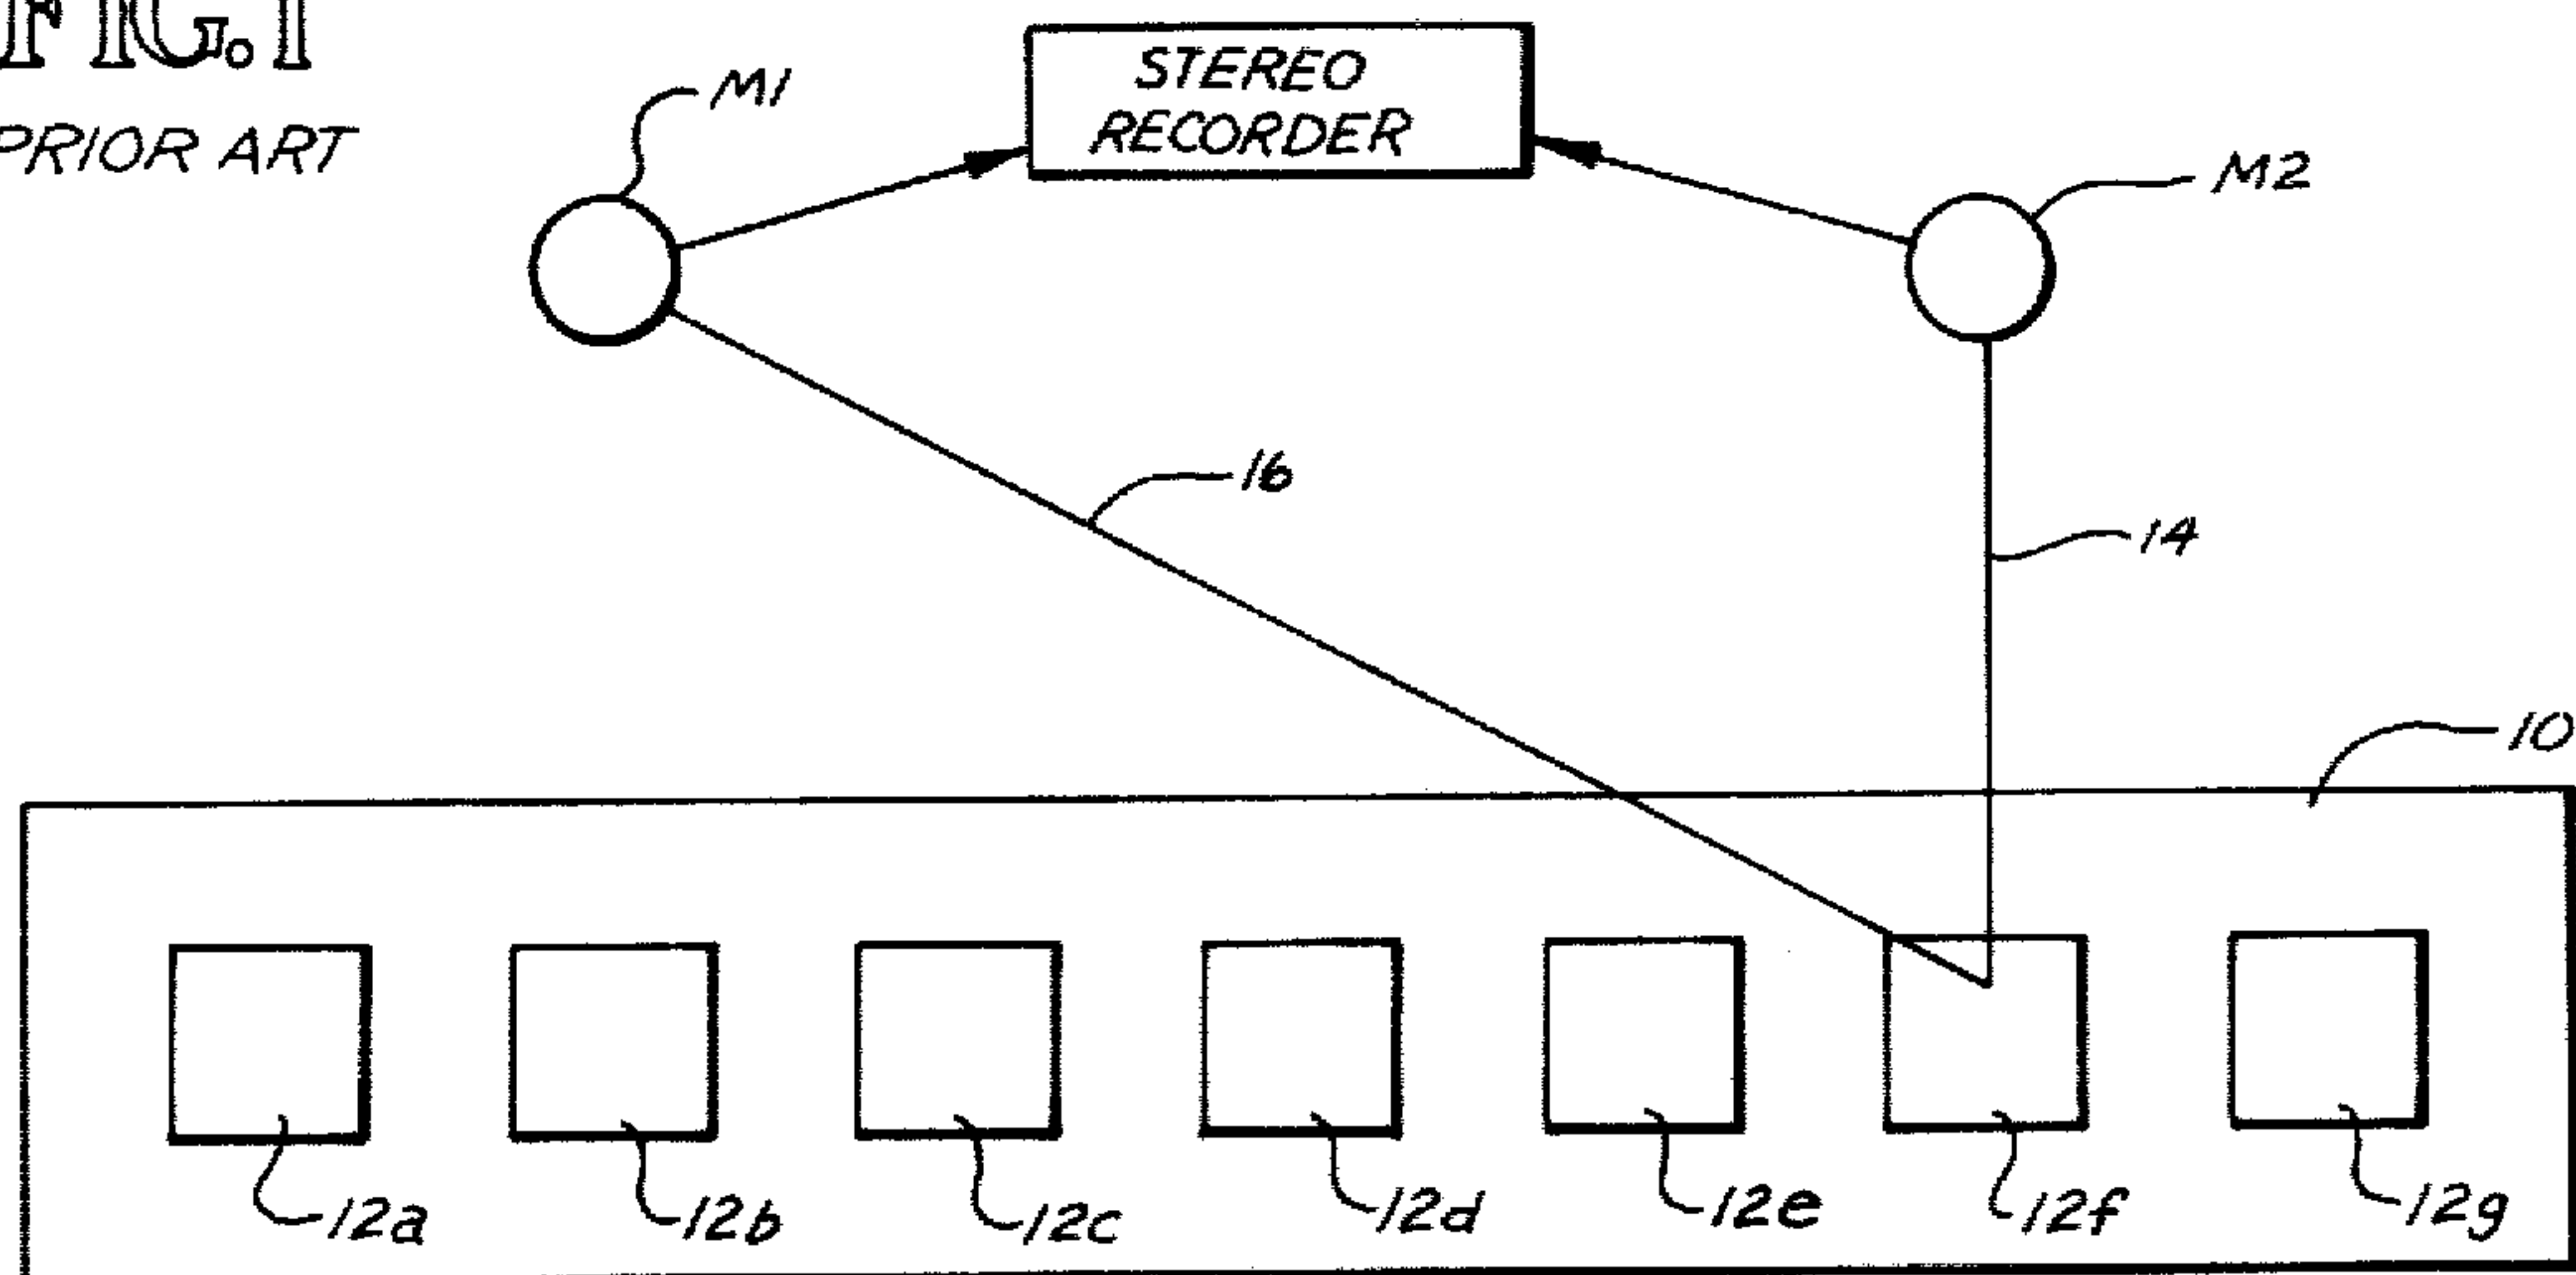 FIG.1
PRIOR ART
M1
STEREO
RECORDER
M2
16
14
10
12a
12b
12c
12d
12e
12f
12g